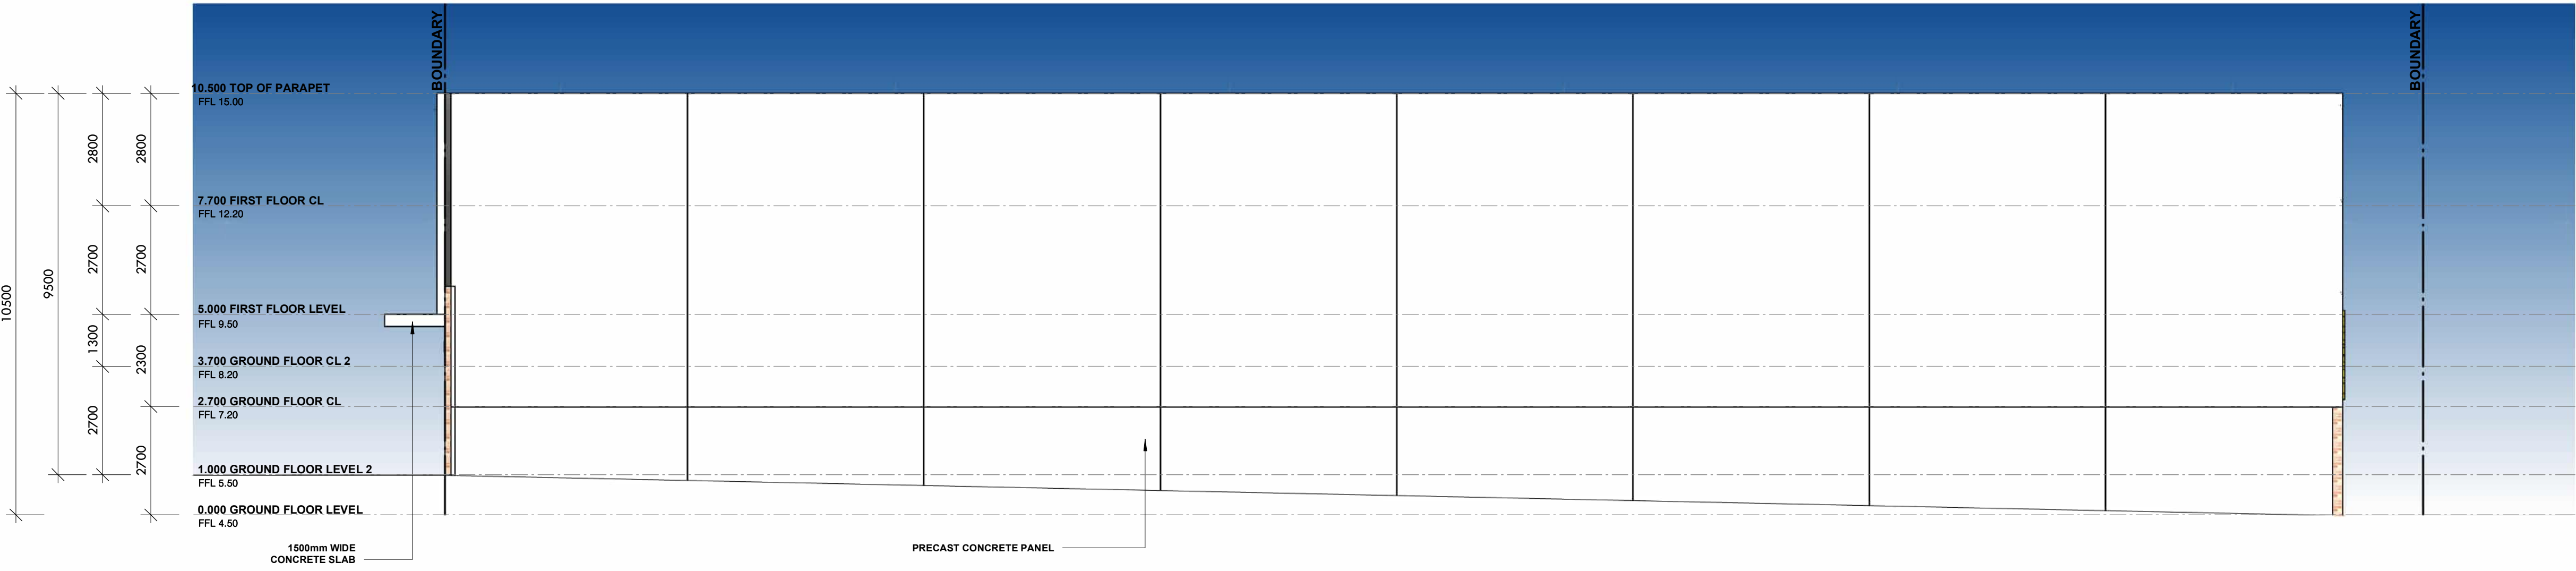 BOUNDARY
BOUNDARY
10.500 TOP OF PARAPET
FFL 15.00
7.700 FIRST FLOOR CL
FFL 12.20
5.000 FIRST FLOOR LEVEL
FFL 9.50
3.700 GROUND FLOOR CL 2
FFL 8.20
2.700 GROUND FLOOR CL
FFL 7.20
1.000 GROUND FLOOR LEVEL 2
FFL 5.50
0.000 GROUND FLOOR LEVEL
FFL 4.50
10500
9500
2800
2700
1300
2700
2800
2700
2300
2700
1500mm WIDE
CONCRETE SLAB
PRECAST CONCRETE PANEL